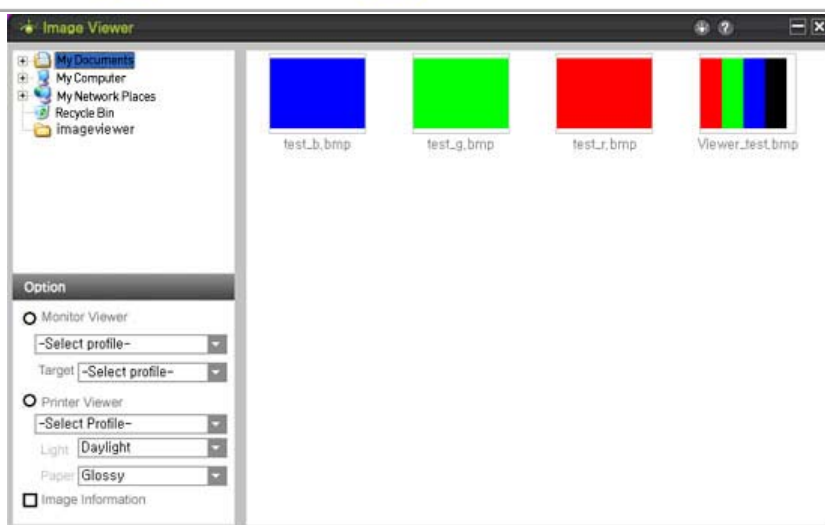 Image Viewer
?
My Documents
My Computer
My Network Places
Recycle Bin
imageviewer
test_b.bmp
test_g.bmp
test_r.bmp
Viewer_test.bmp
Option
Monitor Viewer
-Select profile-
Target -Select profile-
Printer Viewer
-Select Profile-
Light Daylight
Paper Glossy
Image Information